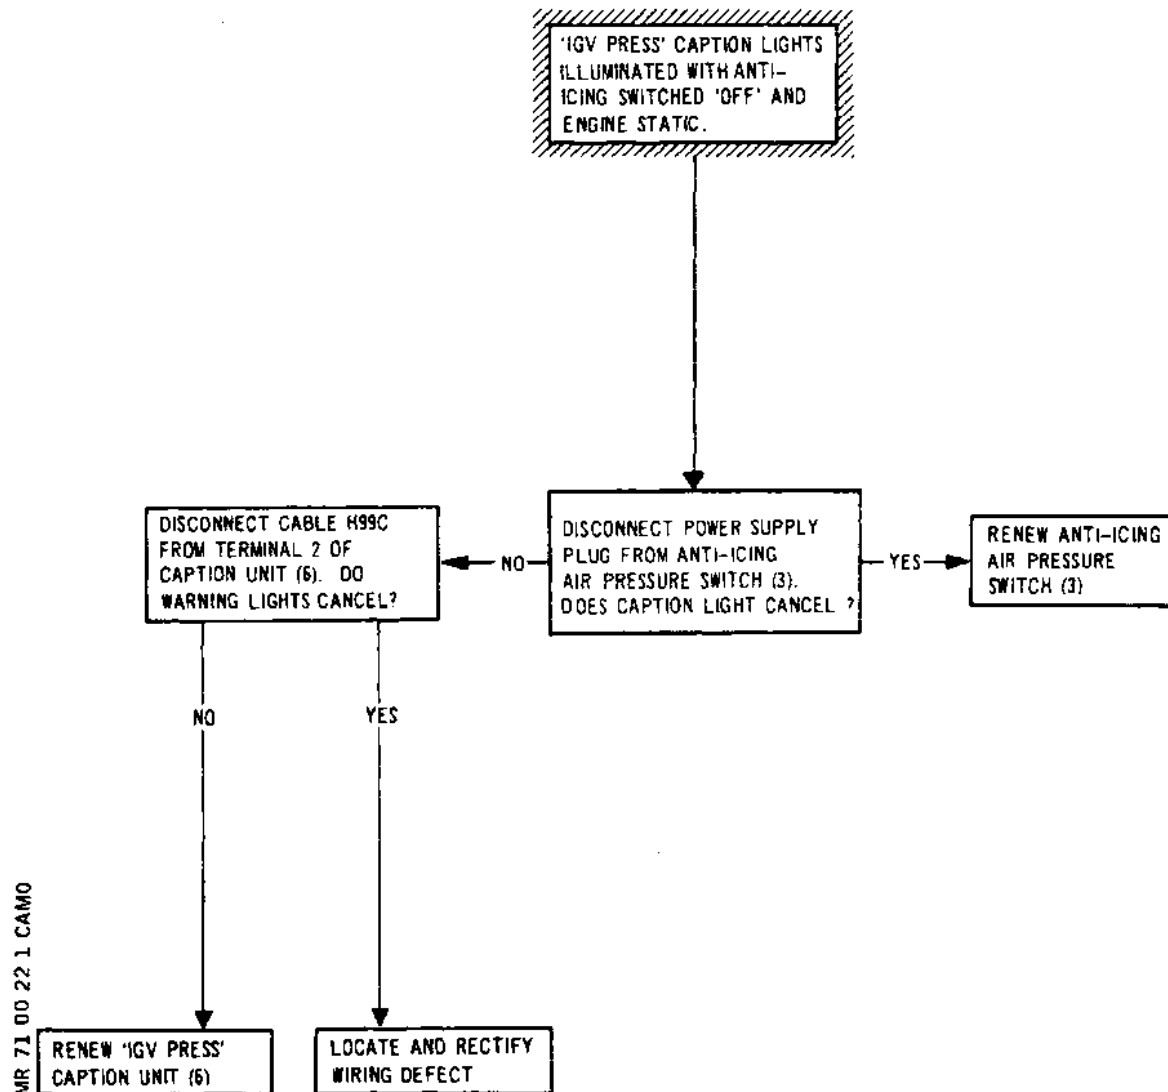 'IGV PRESS' CAPTION LIGHTS
ILLUMINATED WITH ANTI-
ICING SWITCHED 'OFF' AND
ENGINE STATIC.
DISCONNECT CABLE H99C
FROM TERMINAL 2 OF
CAPTION UNIT (6). DO
WARNING LIGHTS CANCEL?
NO
DISCONNECT POWER SUPPLY
PLUG FROM ANTI-ICING
AIR PRESSURE SWITCH (3).
DOES CAPTION LIGHT CANCEL ?
YES
RENEW ANTI-ICING
AIR PRESSURE
SWITCH (3)
NO
YES
RENEW 'IGV PRESS'
CAPTION UNIT (6)
LOCATE AND RECTIFY
WIRING DEFECT
MR 71 00 22 1 CAM0